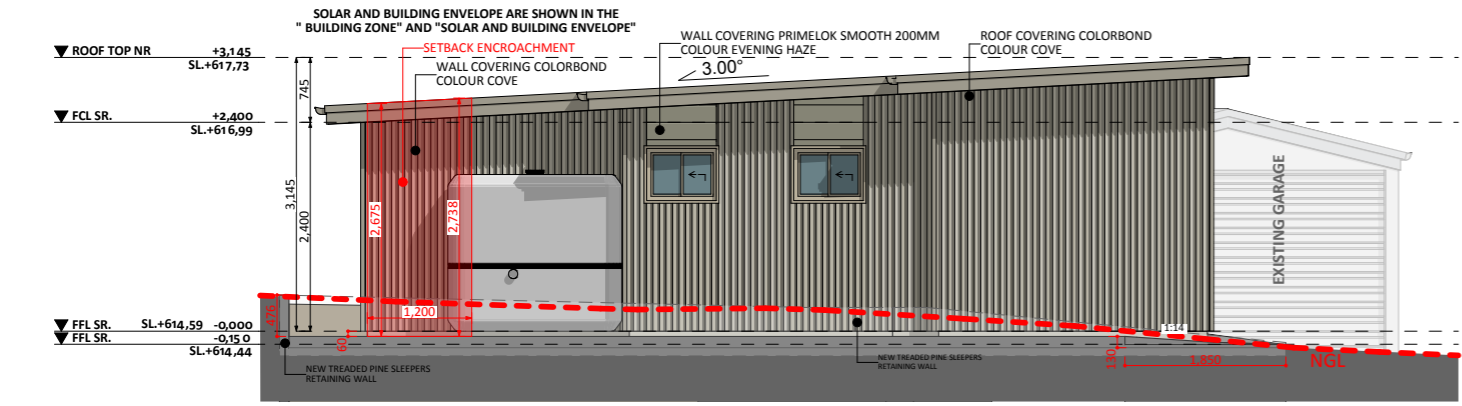 SOLAR AND BUILDING ENVELOPE ARE SHOWN IN THE
" BUILDING ZONE" AND "SOLAR AND BUILDING ENVELOPE"
SETBACK ENCROACHMENT
WALL COVERING COLORBOND
COLOUR COVE
WALL COVERING PRIMELOK SMOOTH 200MM
COLOUR EVENING HAZE
3.00°
ROOF COVERING COLORBOND
COLOUR COVE
ROOF TOP NR +3,145
SL.+617,73
745
FCL SR. +2,400
SL.+616,99
3,145
2,400
2,675
2,738
EXISTING GARAGE
1,200
476
FFL SR. SL.+614,59 -0,000
FFL SR. -0,150
SL.+614,44
60
1:14
130
1,850
NGL
NEW TREADED PINE SLEEPERS
RETAINING WALL
NEW TREADED PINE SLEEPERS
RETAINING WALL